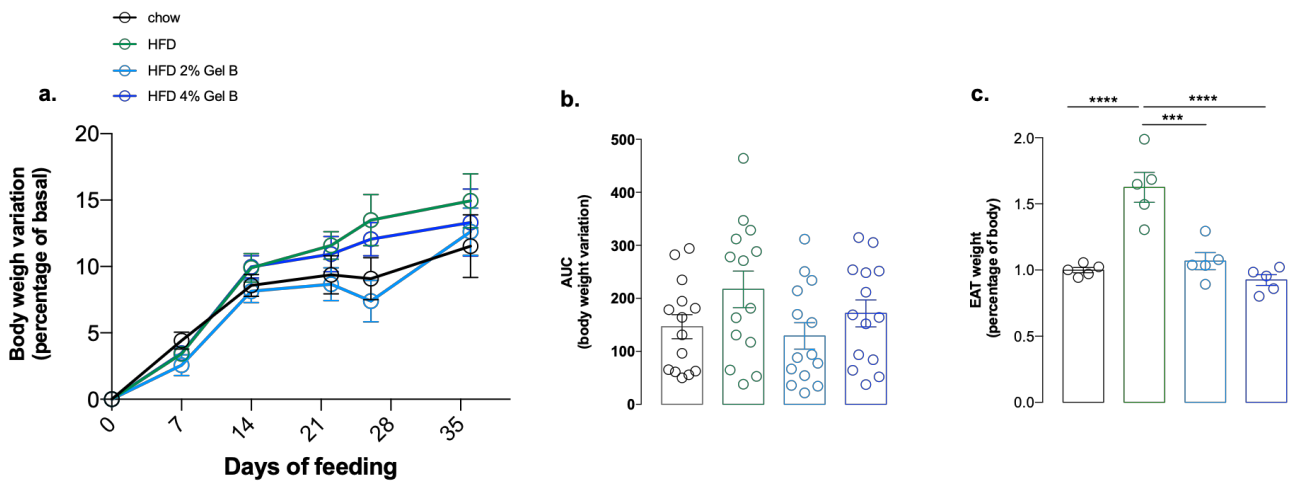 chow
HFD
HFD 2% Gel B
HFD 4% Gel B
a.
Body weigh variation
(percentage of basal)
20
15
10
5
0
0
7
14
21
28
35
Days of feeding
b.
AUC
(body weight variation)
500
400
300
200
100
0
c.
****
****
***
EAT weight
(percentage of body)
2.0
1.5
1.0
0.5
0.0